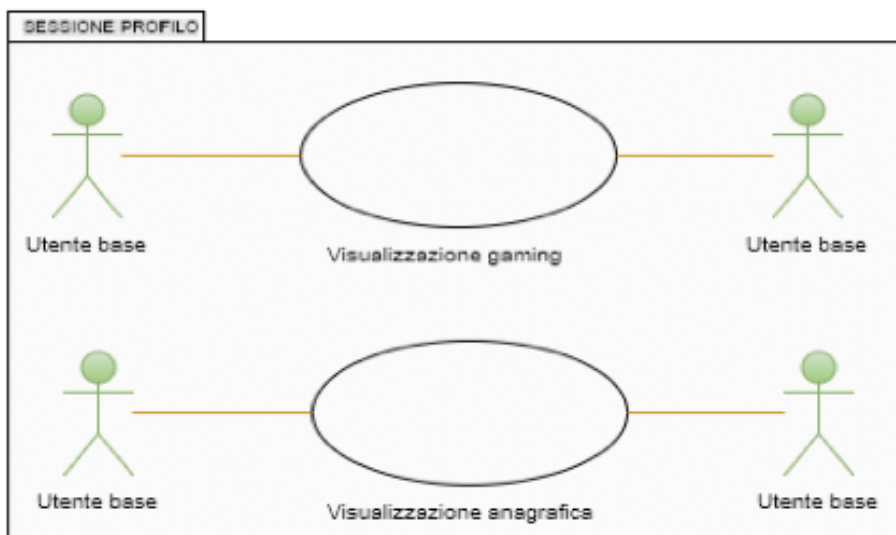 SESSIONE PROFILO
Utente base
Visualizzazione gaming
Utente base
Utente base
Visualizzazione anagrafica
Utente base